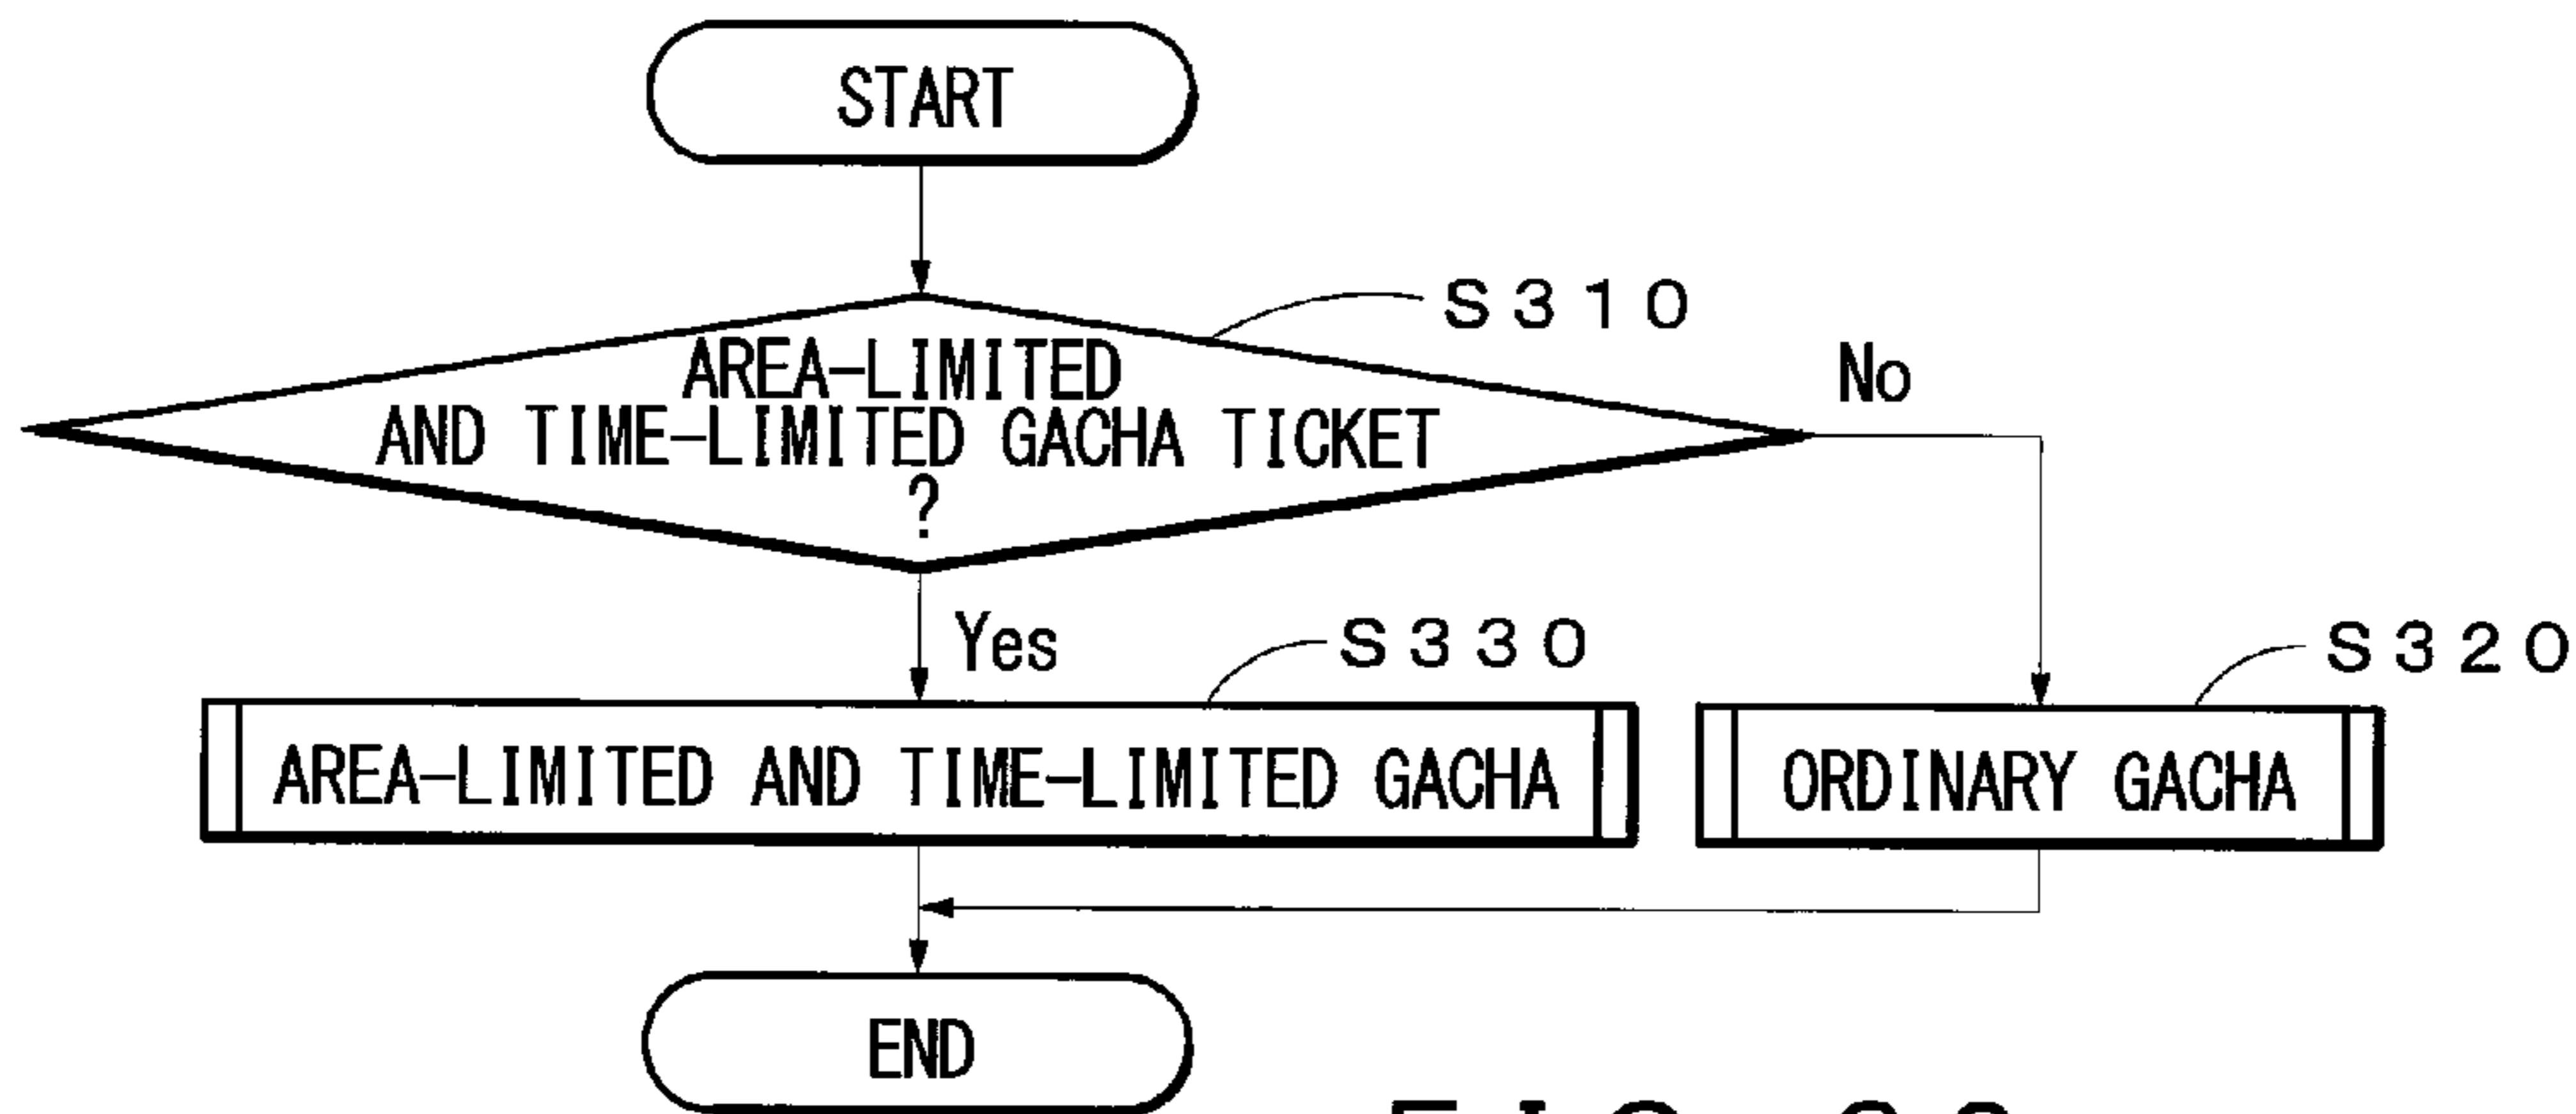 START
S310
AREA-LIMITED
AND TIME-LIMITED GACHA TICKET
?
No
Yes
S330
S320
AREA-LIMITED AND TIME-LIMITED GACHA
ORDINARY GACHA
END